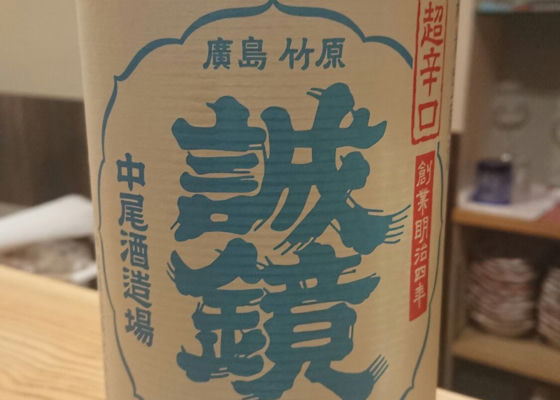 超辛口
廣島 竹原
誠鏡
創業明治四年
中尾酒造場